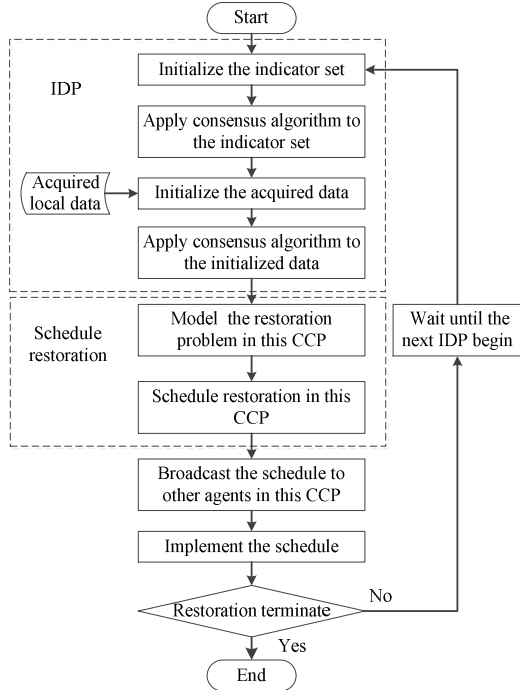 Start
IDP
Initialize the indicator set
Apply consensus algorithm to
the indicator set
Acquired
local data
Initialize the acquired data
Apply consensus algorithm to
the initialized data
Schedule
restoration
Model the restoration
problem in this CCP
Wait until the
next IDP begin
Schedule restoration in this
CCP
Broadcast the schedule to
other agents in this CCP
Implement the schedule
Restoration terminate
No
Yes
End